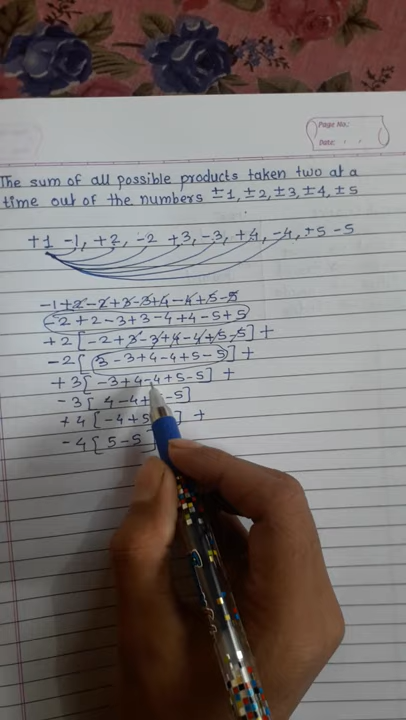 Page No.:
Date:
The sum of all possible products taken two at a
time out of the numbers ±1, ±2, ±3, ±4, ±5
+1 -1, +2, -2 +3, -3, +4, -4, +5 -5
-1+2-2+3-3+4-4+5-5
-2+2-3+3-4+4-5+5
+2[-2+3-3+4-4+5-5]+
-2[3-3+4-4+5-5]+
+3[-3+4-4+5-5] +
-3[4-4+ -5]
+4[-4+5 ] +
-4[5-5